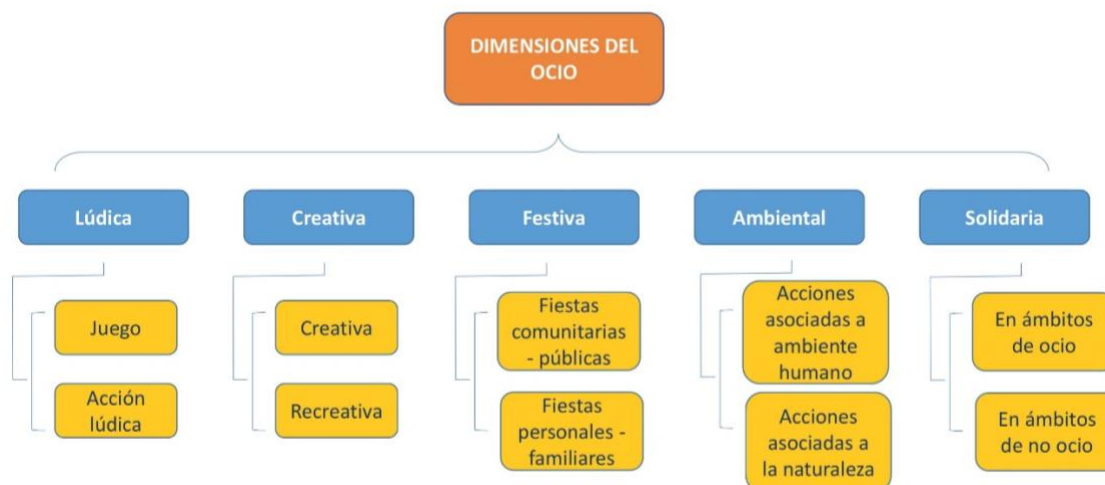 DIMENSIONES DEL
OCIO
Lúdica
Creativa
Festiva
Ambiental
Solidaria
Juego
Acción
lúdica
Creativa
Recreativa
Fiestas
comunitarias
- públicas
Fiestas
personales -
familiares
Acciones
asociadas a
ambiente
humano
Acciones
asociadas a
la naturaleza
En ámbitos
de ocio
En ámbitos
de no ocio